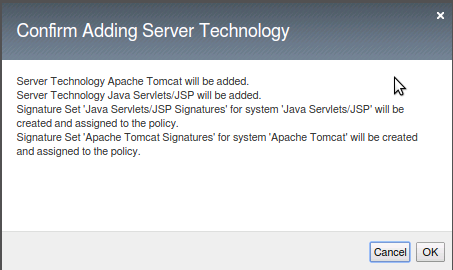 Confirm Adding Server Technology
Server Technology Apache Tomcat will be added.
Server Technology Java Servlets/JSP will be added.
Signature Set 'Java Servlets/JSP Signatures' for system 'Java Servlets/JSP' will be
created and assigned to the policy.
Signature Set 'Apache Tomcat Signatures' for system 'Apache Tomcat' will be created
and assigned to the policy.
Cancel OK